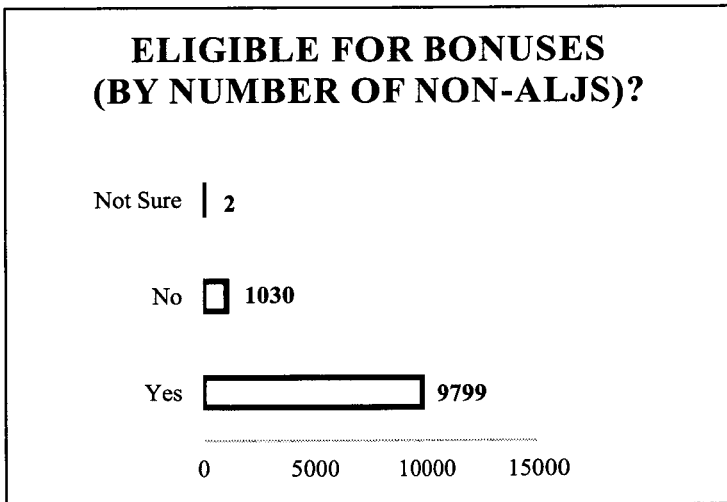 ELIGIBLE FOR BONUSES
(BY NUMBER OF NON-ALJS)?
Not Sure 2
No 1030
Yes 9799
0 5000 10000 15000